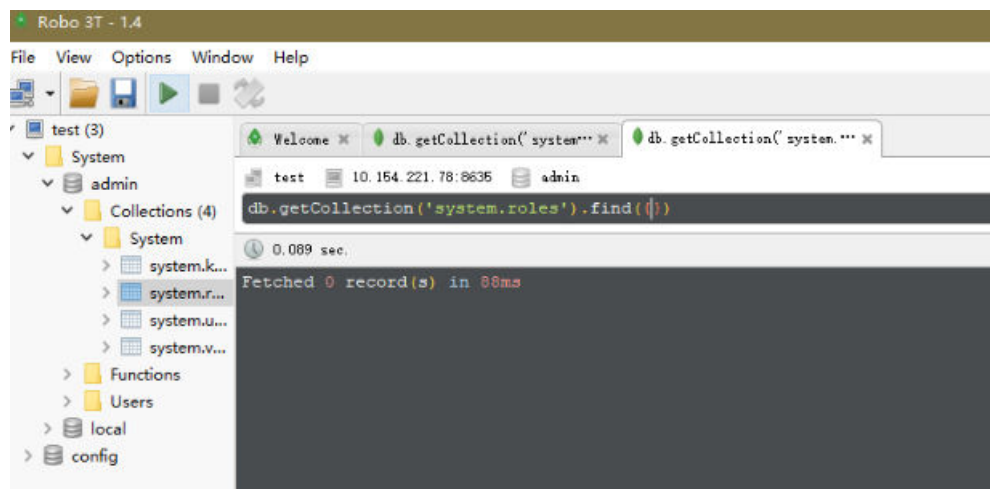 Robo 3T - 1.4
File View Options Window Help
test (3)
System
admin
Collections (4)
System
system.k...
system.r...
system.u...
system.v...
Functions
Users
local
config
Welcome db.getCollection('system··· db.getCollection('system.···
test 10.154.221.78:8635 admin
db.getCollection('system.roles').find({})
0.089 sec.
Fetched 0 record(s) in 88ms